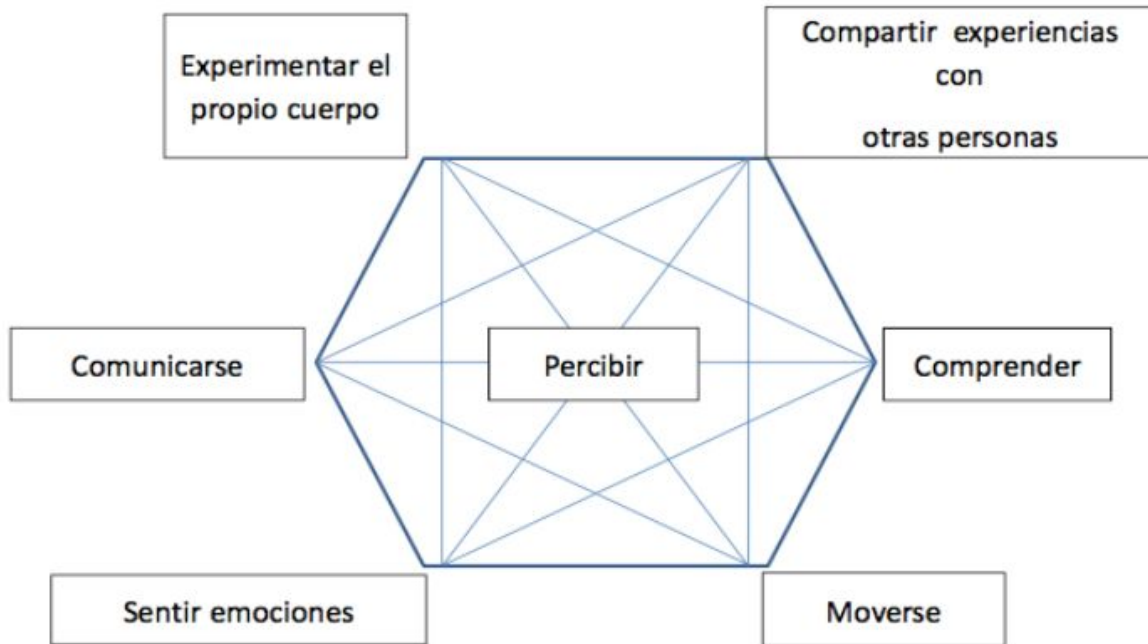 Experimentar el
propio cuerpo
Compartir experiencias
con
otras personas
Comunicarse
Percibir
Comprender
Sentir emociones
Moverse